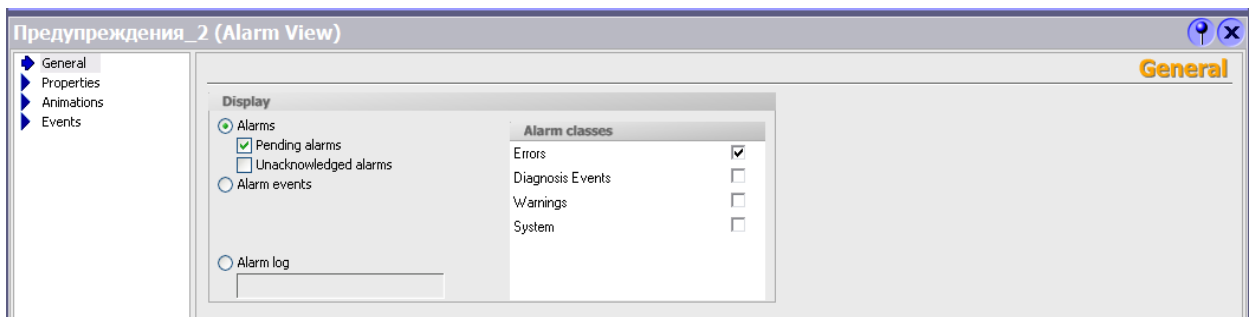 Предупреждения_2 (Alarm View)
General
Properties
Animations
Events
General
Display
Alarms
Pending alarms
Unacknowledged alarms
Alarm events
Alarm log
Alarm classes
Errors
Diagnosis Events
Warnings
System